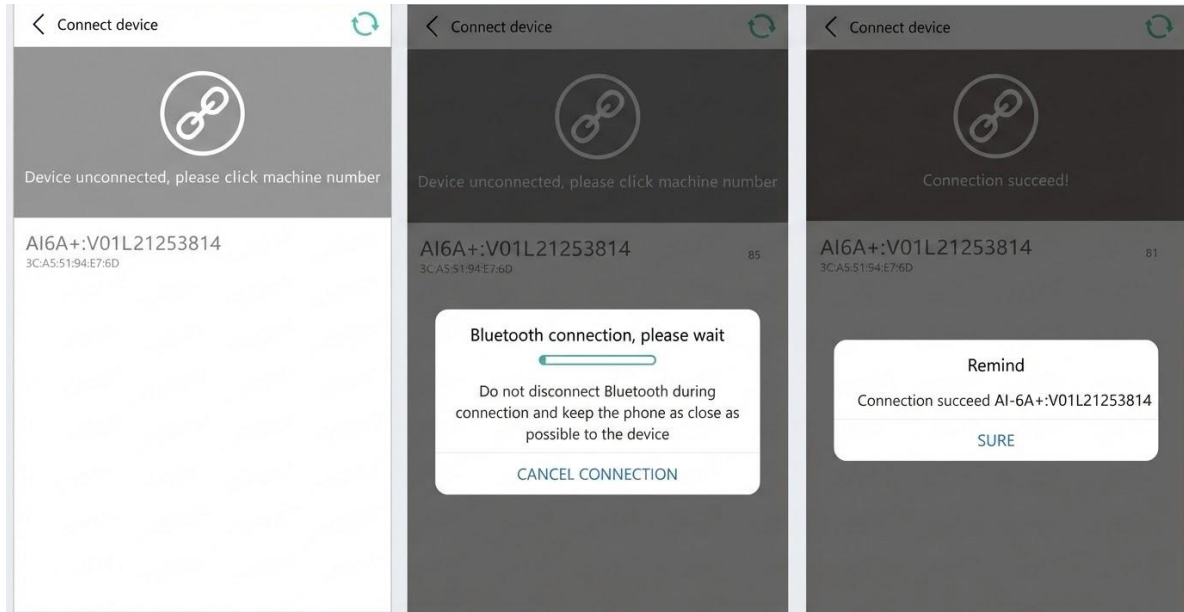 Connect device
Device unconnected, please click machine number
AI6A+:V01L21253814
3C:A5:51:94:E7:6D
Connect device
Device unconnected, please click machine number
AI6A+:V01L21253814 85
3C:A5:51:94:E7:6D
Bluetooth connection, please wait
Do not disconnect Bluetooth during
connection and keep the phone as close as
possible to the device
CANCEL CONNECTION
Connect device
Connection succeed!
AI6A+:V01L21253814 81
3C:A5:51:94:E7:6D
Remind
Connection succeed AI-6A+:V01L21253814
SURE